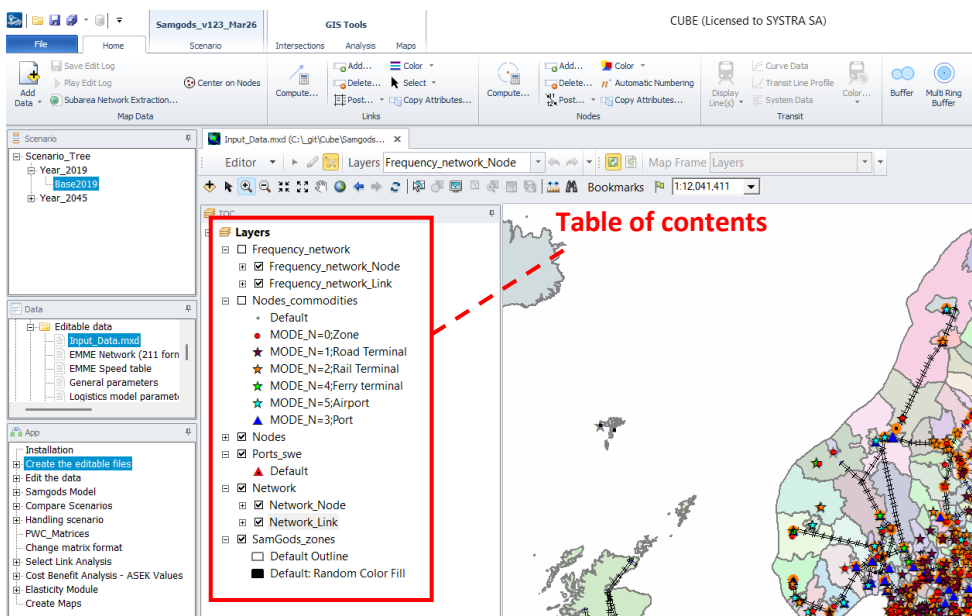 Samgods_v123_Mar26
GIS Tools
CUBE (Licensed to SYSTRA SA)
File
Home
Scenario
Intersections
Analysis
Maps
Add
Data
Save Edit Log
Play Edit Log
Subarea Network Extraction...
Center on Nodes
Map Data
Compute...
Add...
Delete...
Post...
Color
Select
Copy Attributes...
Links
Compute...
Add...
Delete...
Post...
Color
Automatic Numbering
Copy Attributes...
Nodes
Display
Line(s)
Curve Data
Transit Line Profile
System Data
Color...
Transit
Buffer
Multi Ring
Buffer
Scenario
Scenario_Tree
Year_2019
Base2019
Year_2045
Data
Editable data
Input_Data.mxd
EMME Network (211 forn
EMME Speed table
General parameters
Logistics model paramet
App
Installation
Create the editable files
Edit the data
Samgods Model
Compare Scenarios
Handling scenario
PWC_Matrices
Change matrix format
Select Link Analysis
Cost Benefit Analysis - ASEK Values
Elasticity Module
Create Maps
Input_Data.mxd (C:\_git\Cube\Samgods...
Editor
Layers
Frequency_network_Node
Map Frame
Layers
Bookmarks
1:12,041,411
TOC
Layers
Frequency_network
Frequency_network_Node
Frequency_network_Link
Nodes_commodities
Default
MODE_N=0;Zone
MODE_N=1;Road Terminal
MODE_N=2;Rail Terminal
MODE_N=4;Ferry terminal
MODE_N=5;Airport
MODE_N=3;Port
Nodes
Ports_swe
Default
Network
Network_Node
Network_Link
SamGods_zones
Default Outline
Default: Random Color Fill
Table of contents